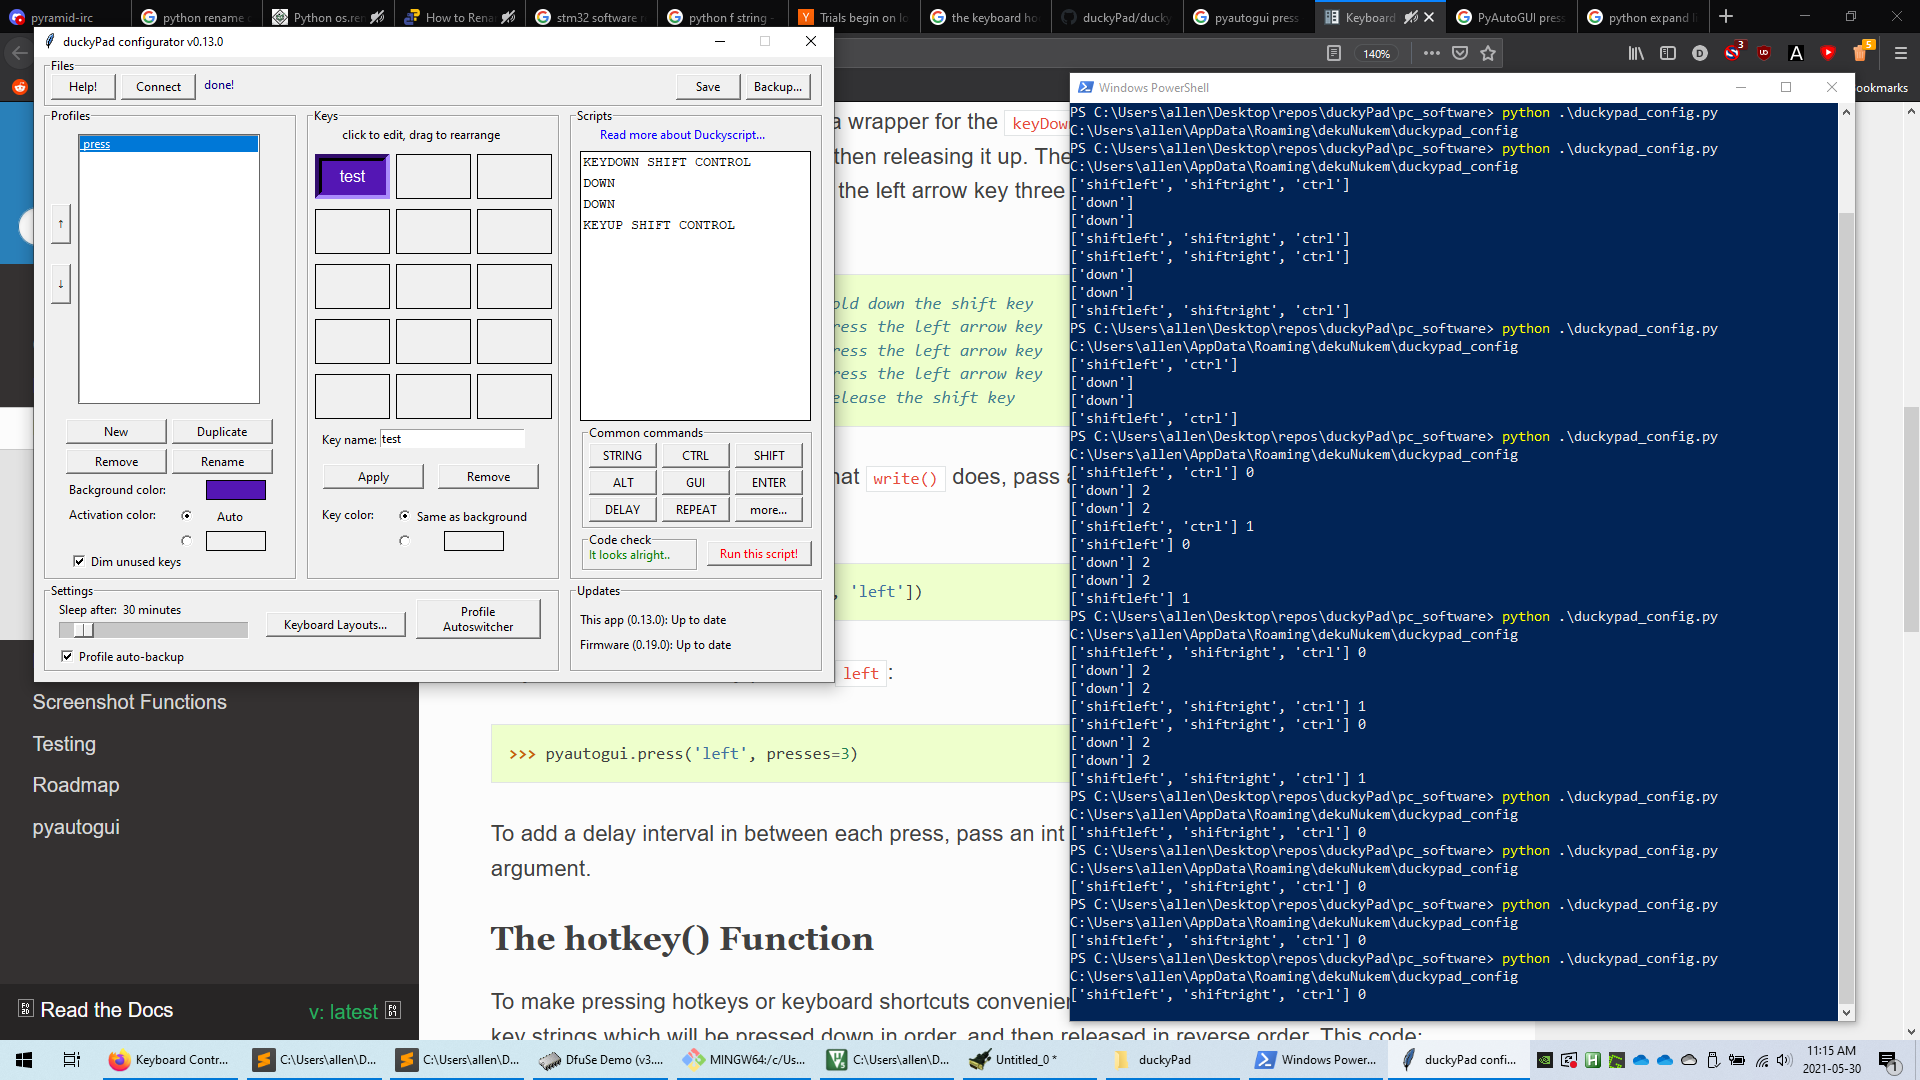 pyramid-irc
python rename
Python os.ren
How to Rena
stm32 software r
python f string -
Trials begin on lo
the keyboard ho
duckyPad/ducky
pyautogui press
Keyboard
PyAutoGUI pres
python expand li
140%
ookmarks
duckyPad configurator v0.13.0
Files
Help!
Connect
done!
Save
Backup...
Profiles
press
↑
↓
New
Duplicate
Remove
Rename
Background color:
Activation color:
Auto
Dim unused keys
Keys
click to edit, drag to rearrange
test
Key name: test
Apply
Remove
Key color:
Same as background
Scripts
Read more about Duckyscript...
KEYDOWN SHIFT CONTROL
DOWN
DOWN
KEYUP SHIFT CONTROL
Common commands
STRING
CTRL
SHIFT
ALT
GUI
ENTER
DELAY
REPEAT
more...
Code check
It looks alright..
Run this script!
Settings
Sleep after: 30 minutes
Keyboard Layouts...
Profile
Autoswitcher
Profile auto-backup
Updates
This app (0.13.0): Up to date
Firmware (0.19.0): Up to date
a wrapper for the keyDow
then releasing it up. The
the left arrow key three
old down the shift key
ress the left arrow key
ress the left arrow key
ress the left arrow key
elease the shift key
hat write() does, pass a
, 'left'])
left :
>>> pyautogui.press('left', presses=3)
To add a delay interval in between each press, pass an int
argument.
The hotkey() Function
To make pressing hotkeys or keyboard shortcuts convenien
key strings which will be pressed down in order, and then released in reverse order. This code:
Screenshot Functions
Testing
Roadmap
pyautogui
Read the Docs
v: latest
Windows PowerShell
PS C:\Users\allen\Desktop\repos\duckyPad\pc_software> python .\duckypad_config.py
C:\Users\allen\AppData\Roaming\dekuNukem\duckypad_config
PS C:\Users\allen\Desktop\repos\duckyPad\pc_software> python .\duckypad_config.py
C:\Users\allen\AppData\Roaming\dekuNukem\duckypad_config
['shiftleft', 'shiftright', 'ctrl']
['down']
['down']
['shiftleft', 'shiftright', 'ctrl']
['shiftleft', 'shiftright', 'ctrl']
['down']
['down']
['shiftleft', 'shiftright', 'ctrl']
PS C:\Users\allen\Desktop\repos\duckyPad\pc_software> python .\duckypad_config.py
C:\Users\allen\AppData\Roaming\dekuNukem\duckypad_config
['shiftleft', 'ctrl']
['down']
['down']
['shiftleft', 'ctrl']
PS C:\Users\allen\Desktop\repos\duckyPad\pc_software> python .\duckypad_config.py
C:\Users\allen\AppData\Roaming\dekuNukem\duckypad_config
['shiftleft', 'ctrl'] 0
['down'] 2
['down'] 2
['shiftleft', 'ctrl'] 1
['shiftleft'] 0
['down'] 2
['down'] 2
['shiftleft'] 1
PS C:\Users\allen\Desktop\repos\duckyPad\pc_software> python .\duckypad_config.py
C:\Users\allen\AppData\Roaming\dekuNukem\duckypad_config
['shiftleft', 'shiftright', 'ctrl'] 0
['down'] 2
['down'] 2
['shiftleft', 'shiftright', 'ctrl'] 1
['shiftleft', 'shiftright', 'ctrl'] 0
['down'] 2
['down'] 2
['shiftleft', 'shiftright', 'ctrl'] 1
PS C:\Users\allen\Desktop\repos\duckyPad\pc_software> python .\duckypad_config.py
C:\Users\allen\AppData\Roaming\dekuNukem\duckypad_config
['shiftleft', 'shiftright', 'ctrl'] 0
PS C:\Users\allen\Desktop\repos\duckyPad\pc_software> python .\duckypad_config.py
C:\Users\allen\AppData\Roaming\dekuNukem\duckypad_config
['shiftleft', 'shiftright', 'ctrl'] 0
PS C:\Users\allen\Desktop\repos\duckyPad\pc_software> python .\duckypad_config.py
C:\Users\allen\AppData\Roaming\dekuNukem\duckypad_config
['shiftleft', 'shiftright', 'ctrl'] 0
PS C:\Users\allen\Desktop\repos\duckyPad\pc_software> python .\duckypad_config.py
C:\Users\allen\AppData\Roaming\dekuNukem\duckypad_config
['shiftleft', 'shiftright', 'ctrl'] 0
Keyboard Contr...
C:\Users\allen\D...
C:\Users\allen\D...
DfuSe Demo (v3....
MINGW64:/c/Us...
C:\Users\allen\D...
Untitled_0 *
duckyPad
Windows Power...
duckyPad confi...
11:15 AM
2021-05-30
1